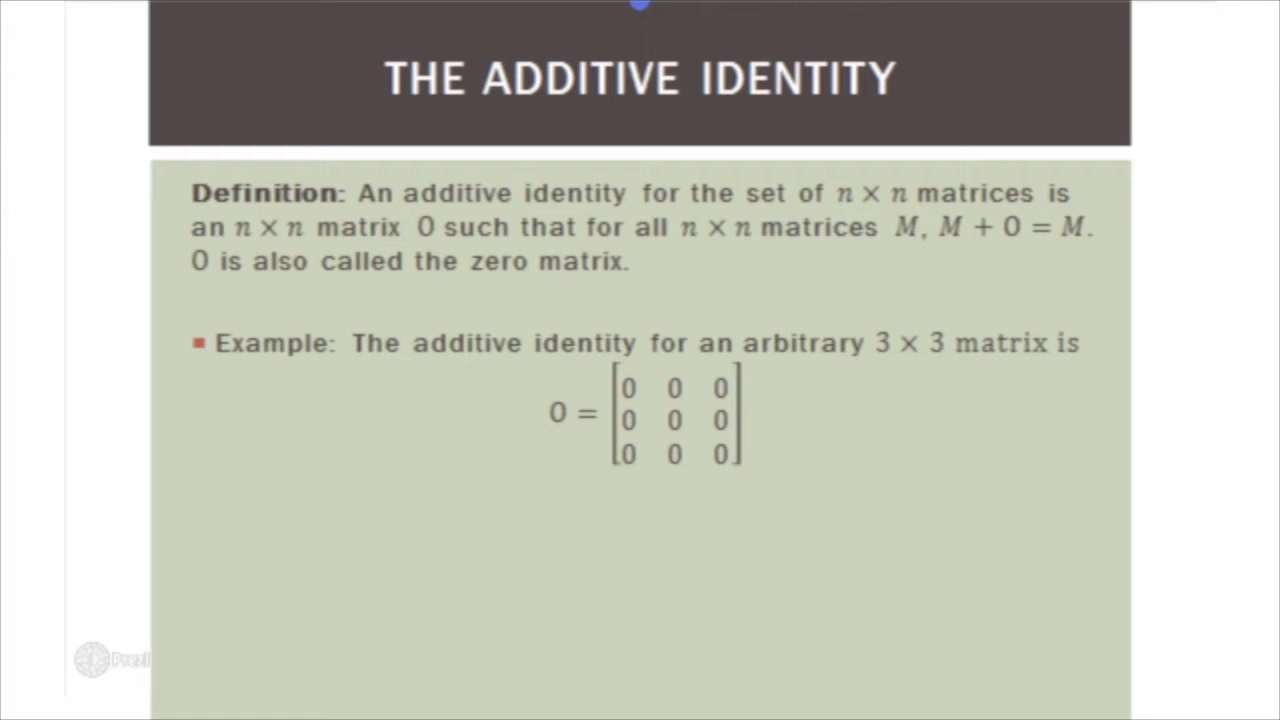 THE ADDITIVE IDENTITY
Definition: An additive identity for the set of n × n matrices is
an n × n matrix 0 such that for all n × n matrices M, M + 0 = M.
0 is also called the zero matrix.
▪ Example: The additive identity for an arbitrary 3 × 3 matrix is
0 = [0 0 0
0 0 0
0 0 0]
Prezi